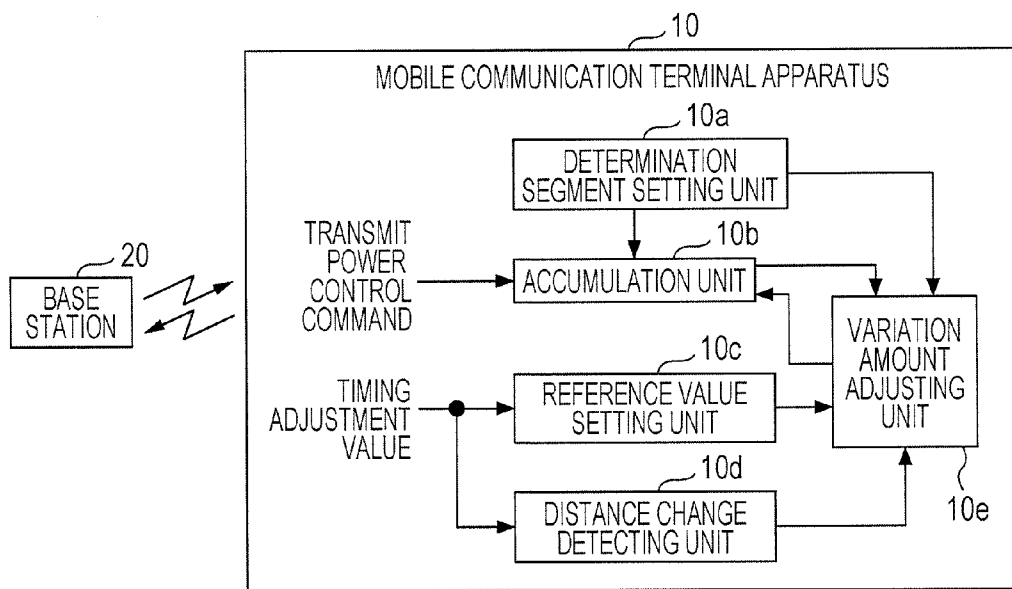 10
MOBILE COMMUNICATION TERMINAL APPARATUS
10a
DETERMINATION
SEGMENT SETTING UNIT
TRANSMIT
POWER
CONTROL
COMMAND
10b
ACCUMULATION UNIT
20
BASE
STATION
VARIATION
AMOUNT
ADJUSTING
UNIT
10c
TIMING
ADJUSTMENT
VALUE
REFERENCE VALUE
SETTING UNIT
10d
DISTANCE CHANGE
DETECTING UNIT
10e